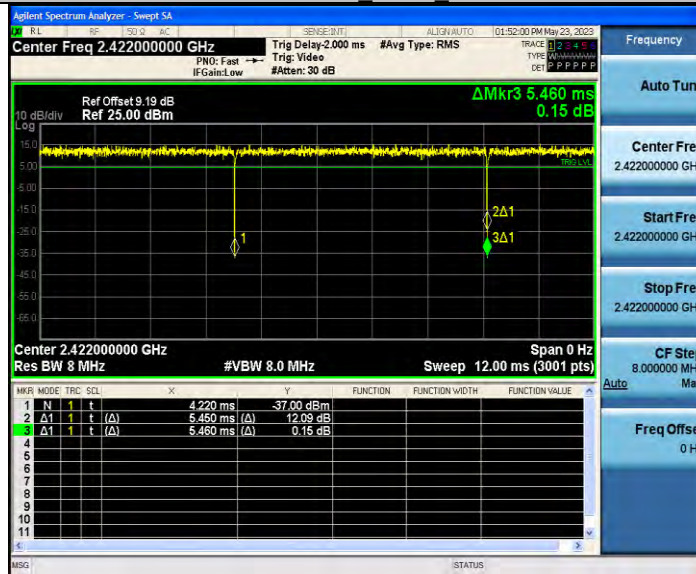 Agilent Spectrum Analyzer - Swept SA
RL RF 50 Ω AC SENSE:INT ALIGN AUTO 01:52:00 PM May 23, 2023
Center Freq 2.422000000 GHz
PNO: Fast
IFGain:Low
Trig Delay-2.000 ms
Trig: Video
#Atten: 30 dB
#Avg Type: RMS
TRACE 1 2 3 4 5 6
TYPE
DET P P P P P P
ΔMkr3 5.460 ms
0.15 dB
Ref Offset 9.19 dB
Ref 25.00 dBm
10 dB/div
Log
15.0
5.00
-5.00
-15.0
-25.0
-35.0
-45.0
-55.0
-65.0
TRIG LVL
1
2Δ1
3Δ1
Center 2.422000000 GHz Span 0 Hz
Res BW 8 MHz #VBW 8.0 MHz Sweep 12.00 ms (3001 pts)
MKR MODE TRC SCL X Y FUNCTION FUNCTION WIDTH FUNCTION VALUE
1 N 1 t 4.220 ms -37.00 dBm
2 Δ1 1 t (Δ) 5.450 ms (Δ) 12.09 dB
3 Δ1 1 t (Δ) 5.460 ms (Δ) 0.15 dB
4
5
6
7
8
9
10
11
MSG STATUS
Frequency
Auto Tun
Center Fre
2.422000000 GH
Start Fre
2.422000000 GH
Stop Fre
2.422000000 GH
CF Ste
8.000000 MH
Auto Ma
Freq Offse
0 H